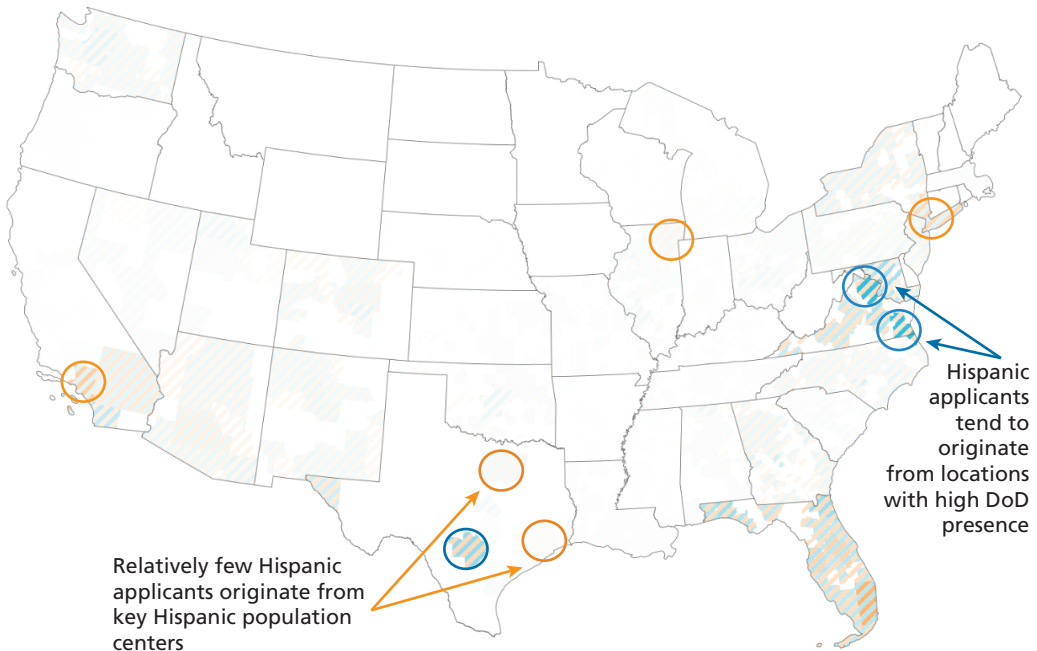 Hispanic
applicants
tend to
originate
from locations
with high DoD
presence
Relatively few Hispanic
applicants originate from
key Hispanic population
centers